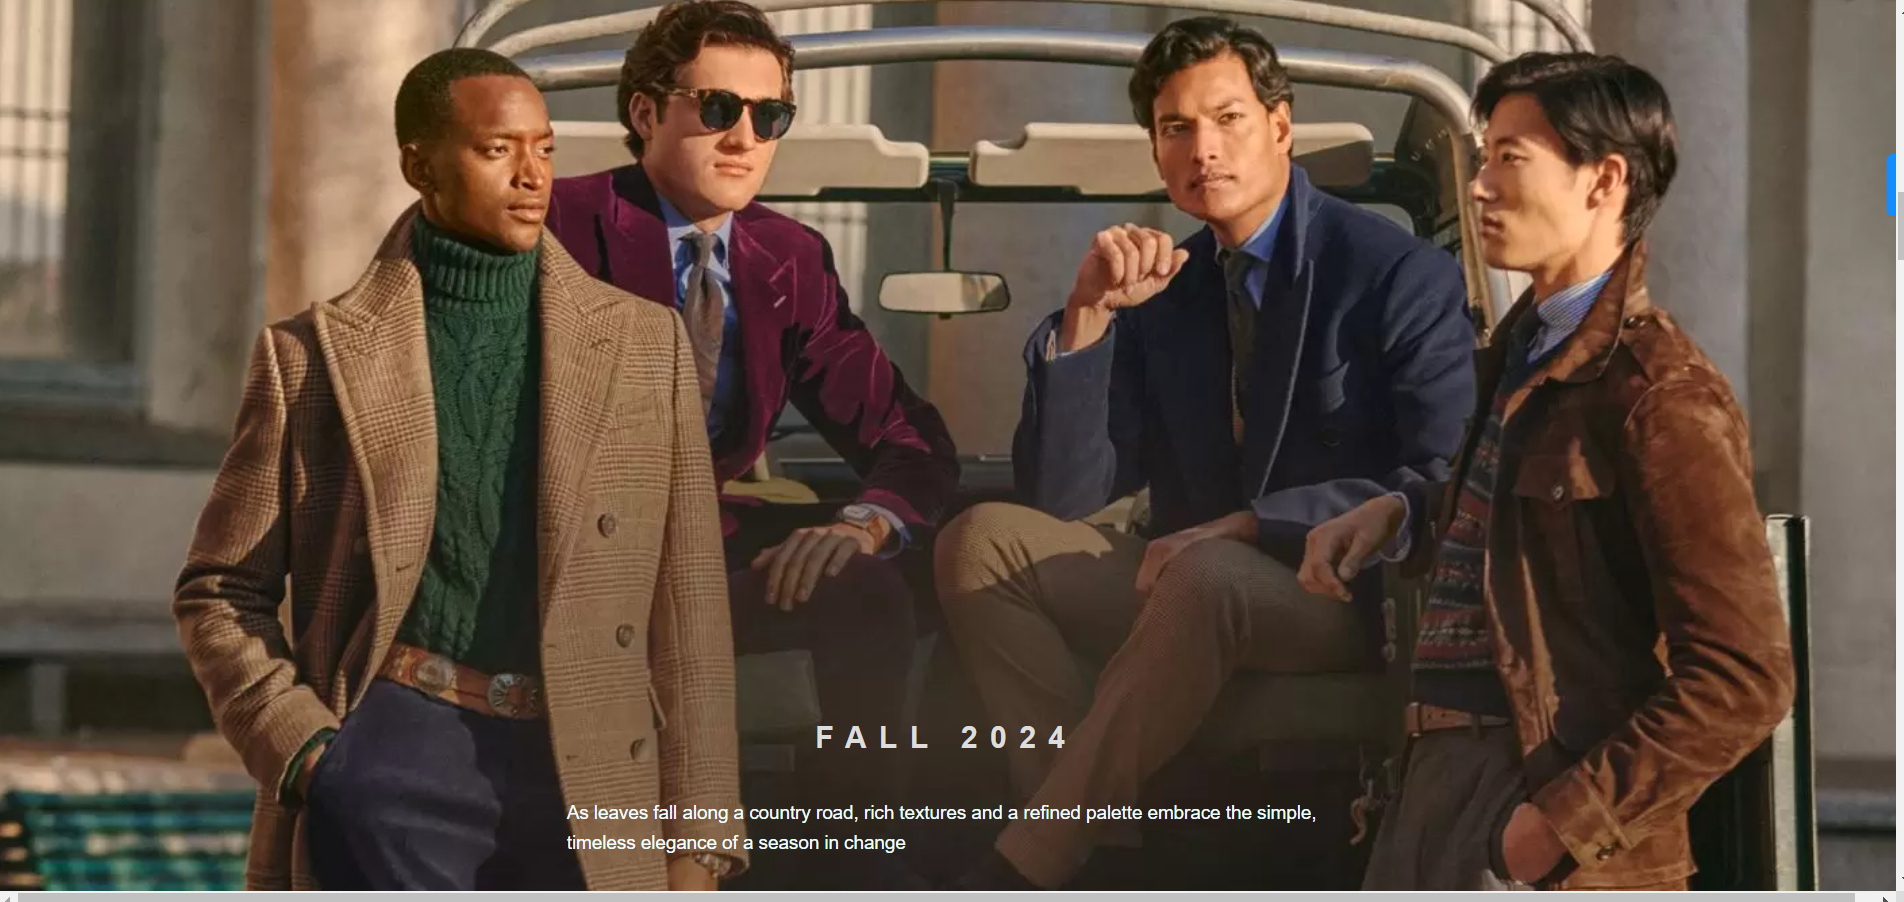 FALL 2024
As leaves fall along a country road, rich textures and a refined palette embrace the simple,
timeless elegance of a season in change